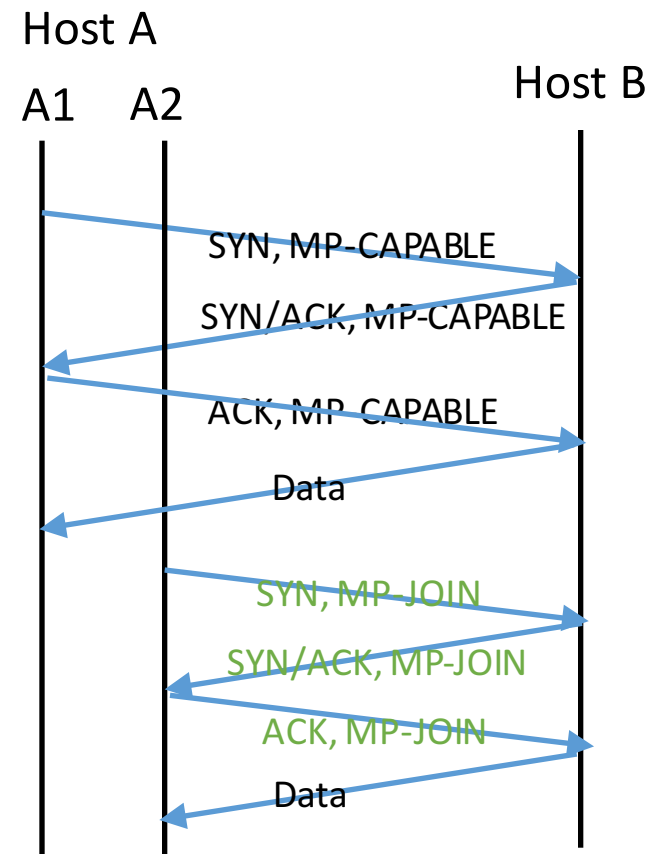 Host A
Host B
A1
A2
SYN, MP-CAPABLE
SYN/ACK, MP-CAPABLE
ACK, MP-CAPABLE
Data
SYN, MP-JOIN
SYN/ACK, MP-JOIN
ACK, MP-JOIN
Data